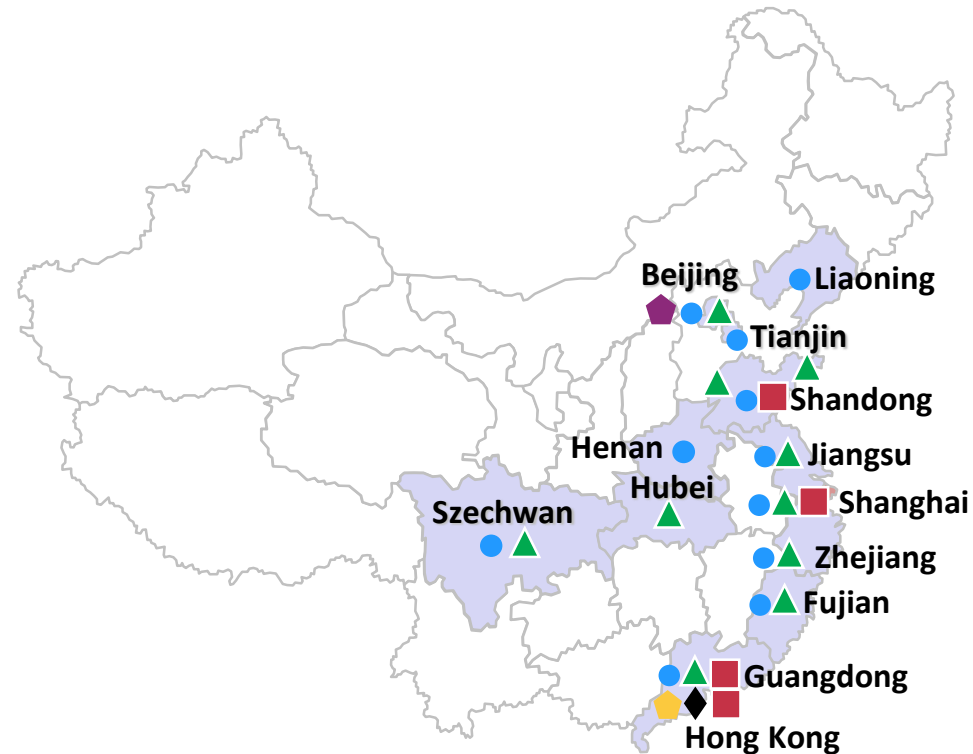 Beijing
Liaoning
Tianjin
Shandong
Henan
Jiangsu
Hubei
Shanghai
Szechwan
Zhejiang
Fujian
Guangdong
Hong Kong